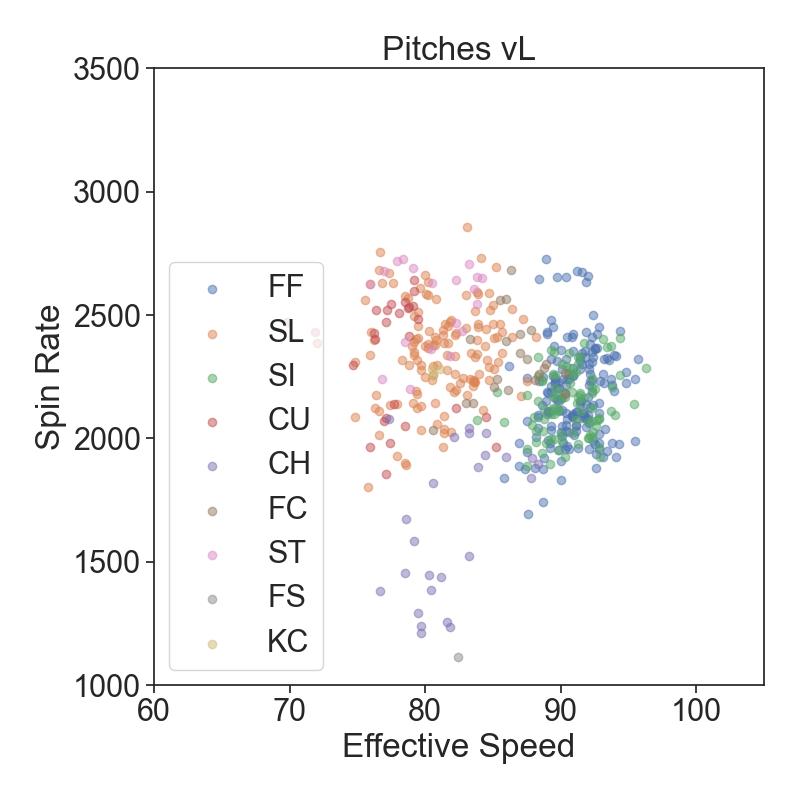 Pitches vL
3500
3000
2500
2000
1500
1000
Spin Rate
FF
SL
SI
CU
CH
FC
ST
FS
KC
60 70 80 90 100
Effective Speed